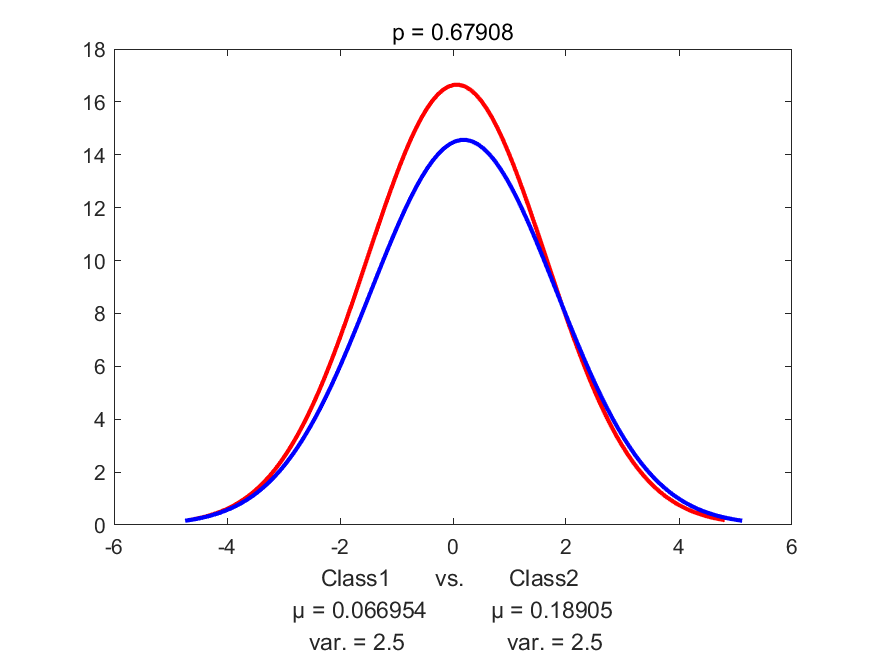 p = 0.67908
18
16
14
12
10
8
6
4
2
0
-6 -4 -2 0 2 4 6
Class1 vs. Class2
μ = 0.066954 μ = 0.18905
var. = 2.5 var. = 2.5